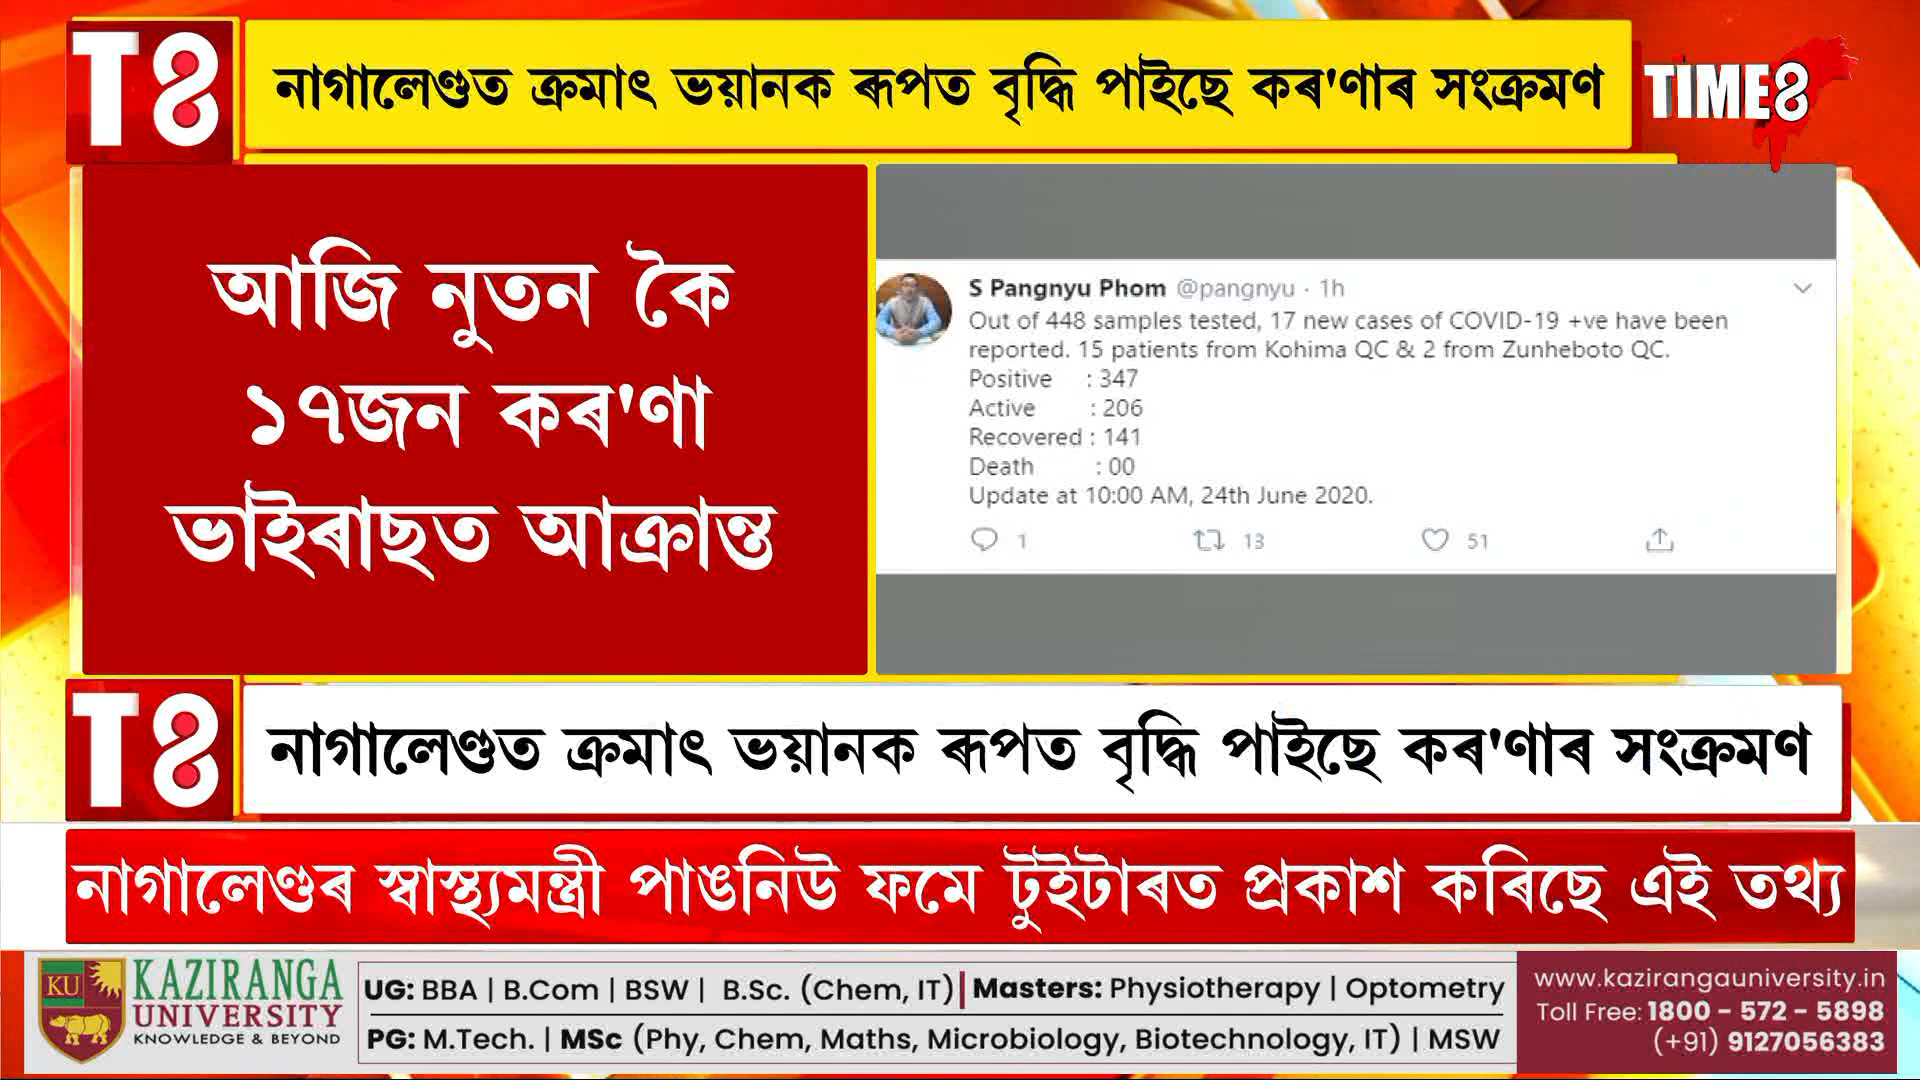 T8
নাগালেণ্ডত ক্ৰমাৎ ভয়ানক ৰূপত বৃদ্ধি পাইছে কৰ'ণাৰ সংক্ৰমণ
TIME8
আজি নুতন কৈ
১৭জন কৰ'ণা
ভাইৰাছত আক্ৰান্ত
S Pangnyu Phom @pangnyu · 1h
Out of 448 samples tested, 17 new cases of COVID-19 +ve have been
reported. 15 patients from Kohima QC & 2 from Zunheboto QC.
Positive : 347
Active : 206
Recovered : 141
Death : 00
Update at 10:00 AM, 24th June 2020.
1 13 51
T8
নাগালেণ্ডত ক্ৰমাৎ ভয়ানক ৰূপত বৃদ্ধি পাইছে কৰ'ণাৰ সংক্ৰমণ
নাগালেণ্ডৰ স্বাস্থ্যমন্ত্ৰী পাঙনিউ ফমে টুইটাৰত প্ৰকাশ কৰিছে এই তথ্য
KU
KAZIRANGA
UNIVERSITY
KNOWLEDGE & BEYOND
UG: BBA | B.Com | BSW | B.Sc. (Chem, IT) | Masters: Physiotherapy | Optometry
PG: M.Tech. | MSc (Phy, Chem, Maths, Microbiology, Biotechnology, IT) | MSW
www.kazirangauniversity.in
Toll Free: 1800 - 572 - 5898
(+91) 9127056383